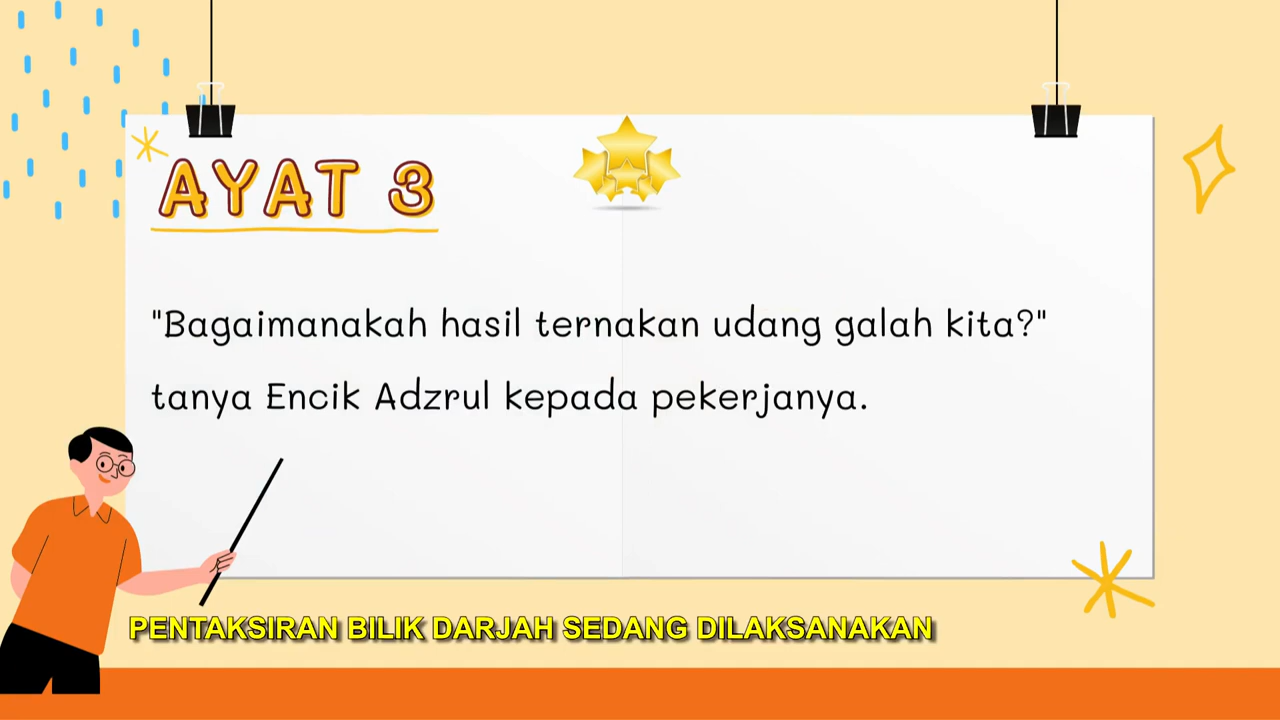 AYAT 3
"Bagaimanakah hasil ternakan udang galah kita?"
tanya Encik Adzrul kepada pekerjanya.
PENTAKSIRAN BILIK DARJAH SEDANG DILAKSANAKAN